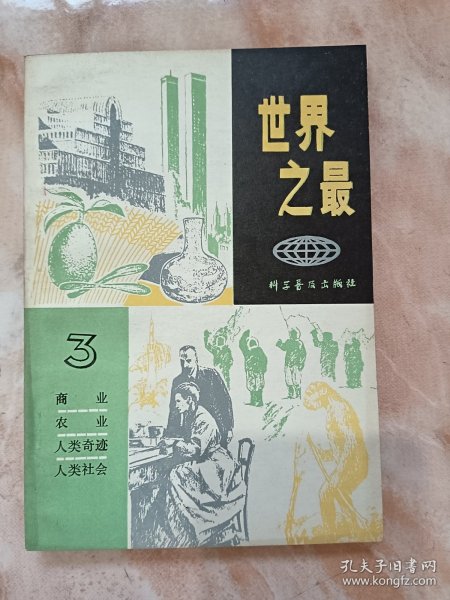 世界
之最
科学普及出版社
3
商业
农业
人类奇迹
人类社会
孔夫子旧书网
www.kongfz.com